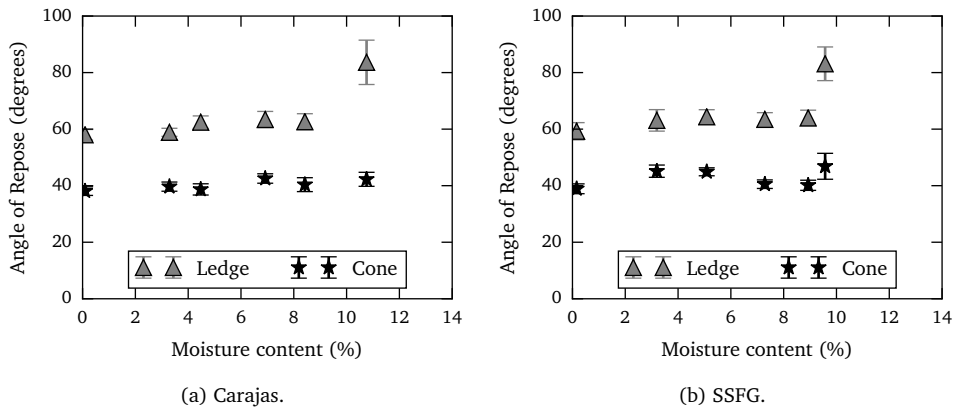 100
80
60
40
20
0
Angle of Repose (degrees)
Ledge Cone
0 2 4 6 8 10 12 14
Moisture content (%)
(a) Carajas.
100
80
60
40
20
0
Angle of Repose (degrees)
Ledge Cone
0 2 4 6 8 10 12 14
Moisture content (%)
(b) SSFG.